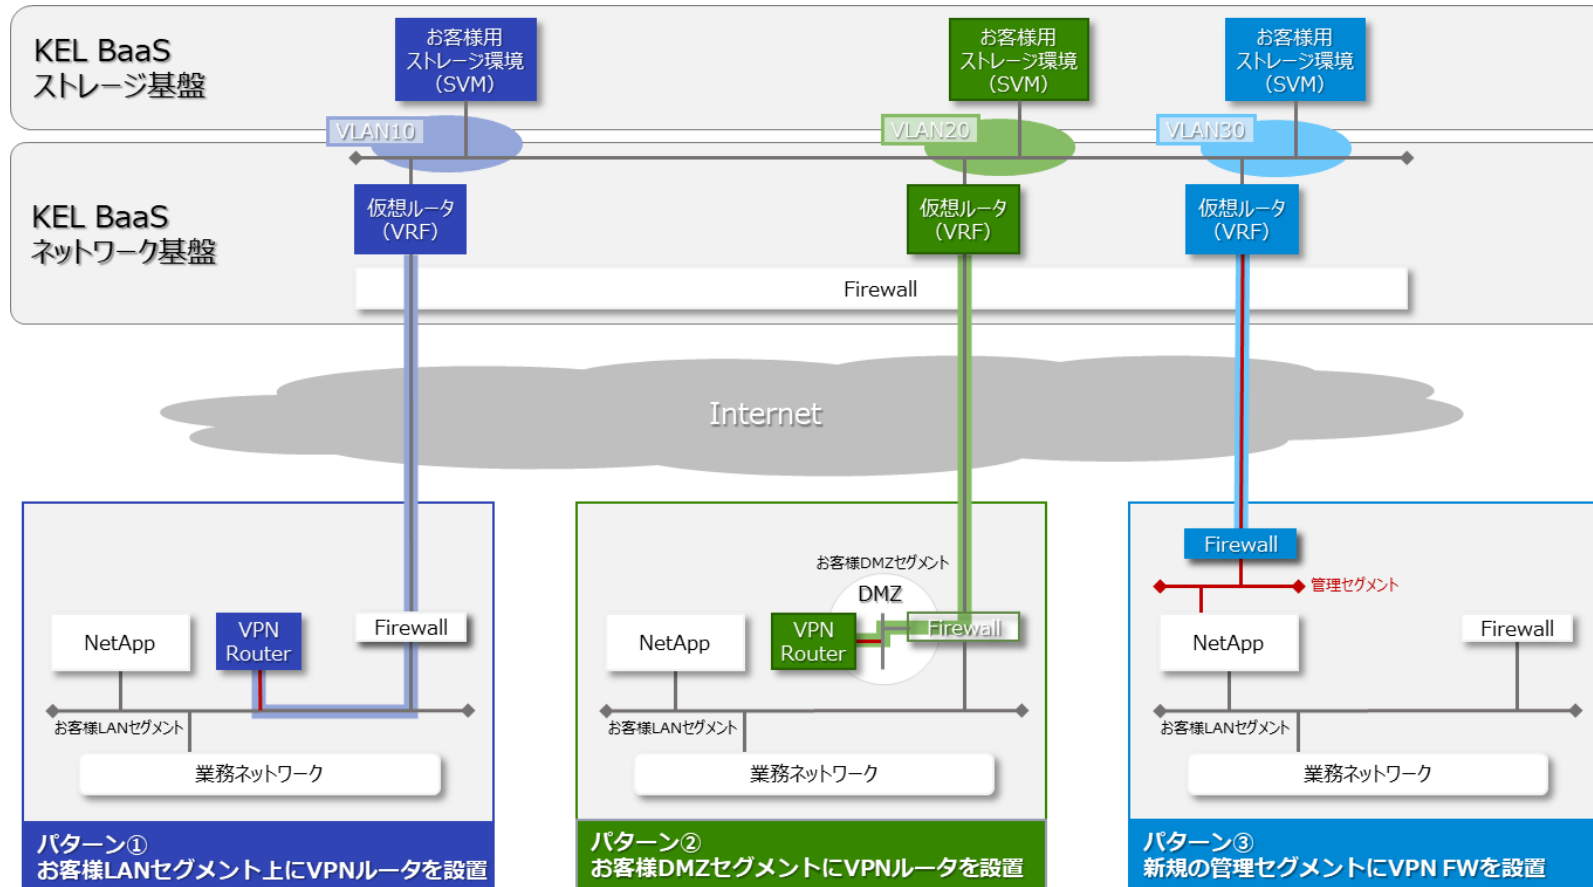 KEL BaaS
ストレージ基盤
お客様用
ストレージ環境
（SVM）
お客様用
ストレージ環境
（SVM）
お客様用
ストレージ環境
（SVM）
VLAN10
VLAN20
VLAN30
KEL BaaS
ネットワーク基盤
仮想ルータ
（VRF）
仮想ルータ
（VRF）
仮想ルータ
（VRF）
Firewall
Internet
NetApp
VPN
Router
Firewall
お客様LANセグメント
業務ネットワーク
パターン①
お客様LANセグメント上にVPNルータを設置
お客様DMZセグメント
DMZ
NetApp
VPN
Router
Firewall
お客様LANセグメント
業務ネットワーク
パターン②
お客様DMZセグメントにVPNルータを設置
Firewall
管理セグメント
NetApp
Firewall
お客様LANセグメント
業務ネットワーク
パターン③
新規の管理セグメントにVPN FWを設置